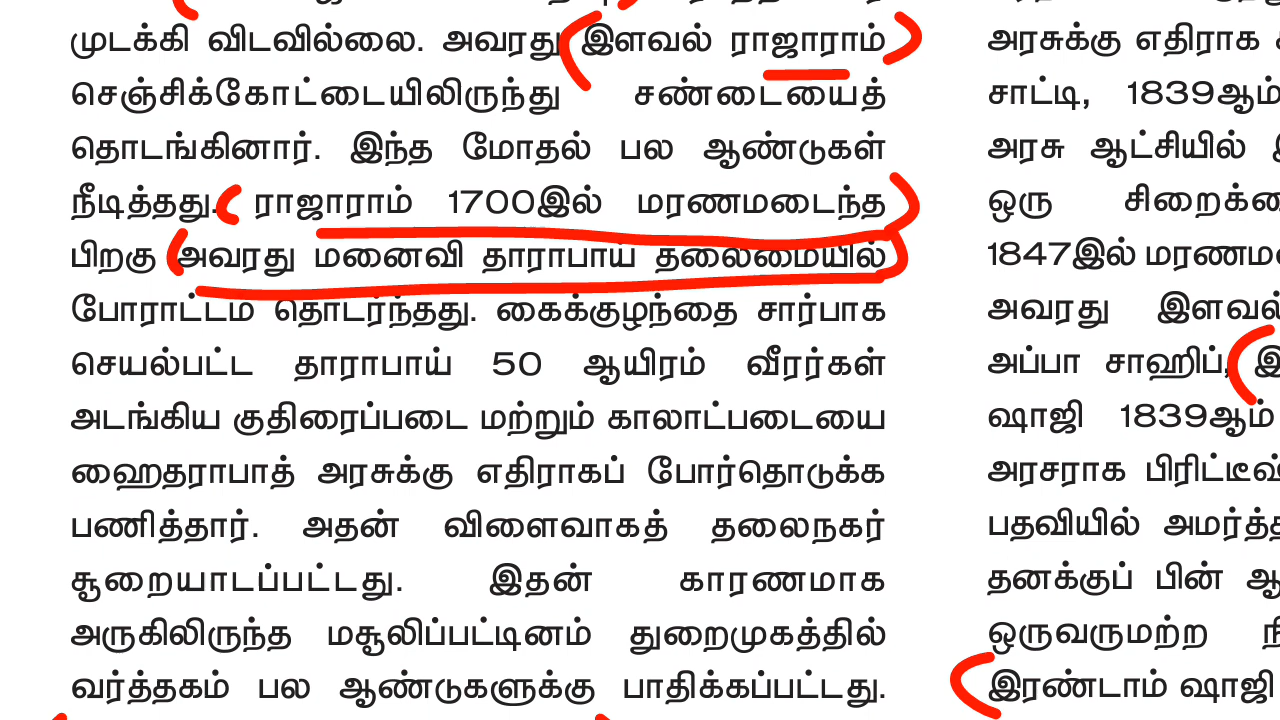 முடக்கி விடவில்லை. அவரது இளவல் ராஜாராம்
செஞ்சிக்கோட்டையிலிருந்து சண்டையைத்
தொடங்கினார். இந்த மோதல் பல ஆண்டுகள்
நீடித்தது. ராஜாராம் 1700இல் மரணமடைந்த
பிறகு அவரது மனைவி தாராபாய் தலைமையில்
போராட்டம் தொடர்ந்தது. கைக்குழந்தை சார்பாக
செயல்பட்ட தாராபாய் 50 ஆயிரம் வீரர்கள்
அடங்கிய குதிரைப்படை மற்றும் காலாட்படையை
ஹைதராபாத் அரசுக்கு எதிராகப் போர்தொடுக்க
பணித்தார். அதன் விளைவாகத் தலைநகர்
சூறையாடப்பட்டது. இதன் காரணமாக
அருகிலிருந்த மசூலிப்பட்டினம் துறைமுகத்தில்
வர்த்தகம் பல ஆண்டுகளுக்கு பாதிக்கப்பட்டது.
அரசுக்கு எதிராக
சாட்டி, 1839ஆம்
அரசு ஆட்சியில்
ஒரு
1847இல்
அவரது இளவல்
அப்பா சாஹிப்,
ஷாஜி 1839ஆம்
அரசராக
பதவியில்
தனக்குப் பின்
ஒருவருமற்ற
இரண்டாம் ஷாஜி